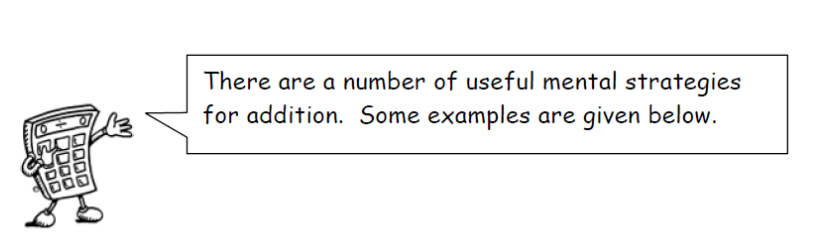 There are a number of useful mental strategies
for addition.  Some examples are given below.